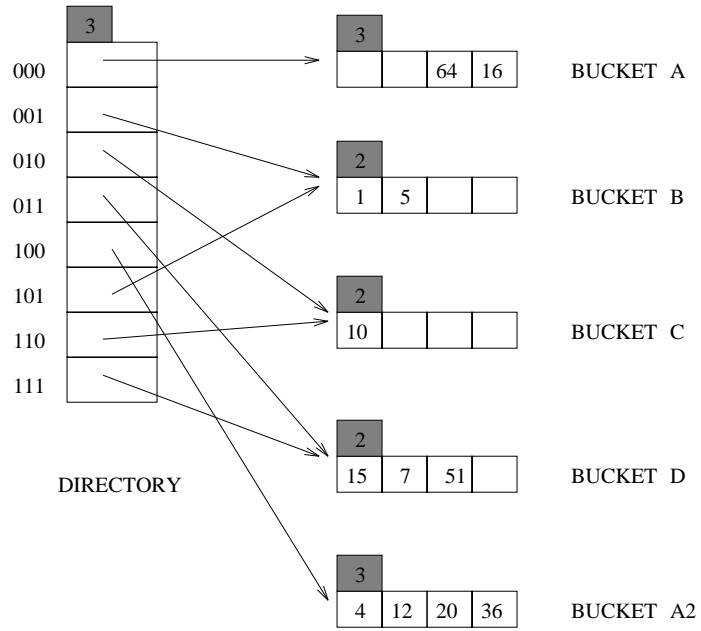 3
000
001
010
011
100
101
110
111
DIRECTORY
3
64 16
BUCKET A
2
1 5
BUCKET B
2
10
BUCKET C
2
15 7 51
BUCKET D
3
4 12 20 36
BUCKET A2